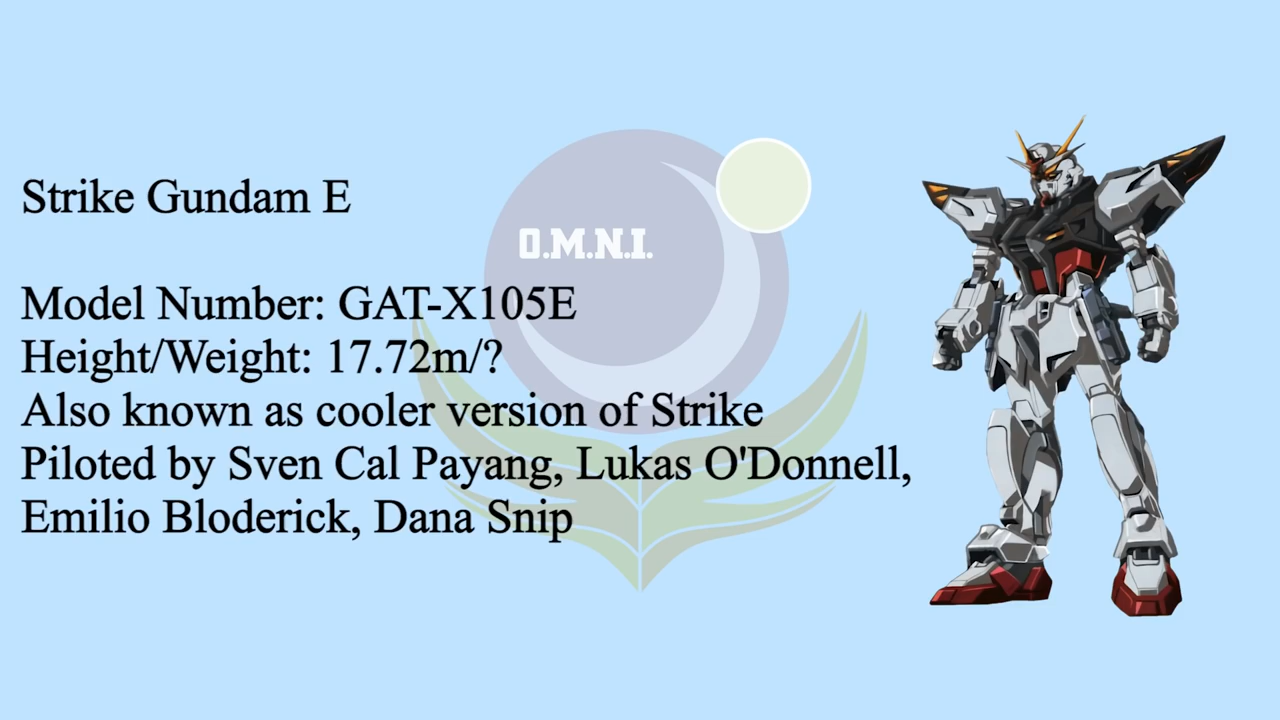 Strike Gundam E
O.M.N.I.
Model Number: GAT-X105E
Height/Weight: 17.72m/?
Also known as cooler version of Strike
Piloted by Sven Cal Payang, Lukas O'Donnell,
Emilio Bloderick, Dana Snip